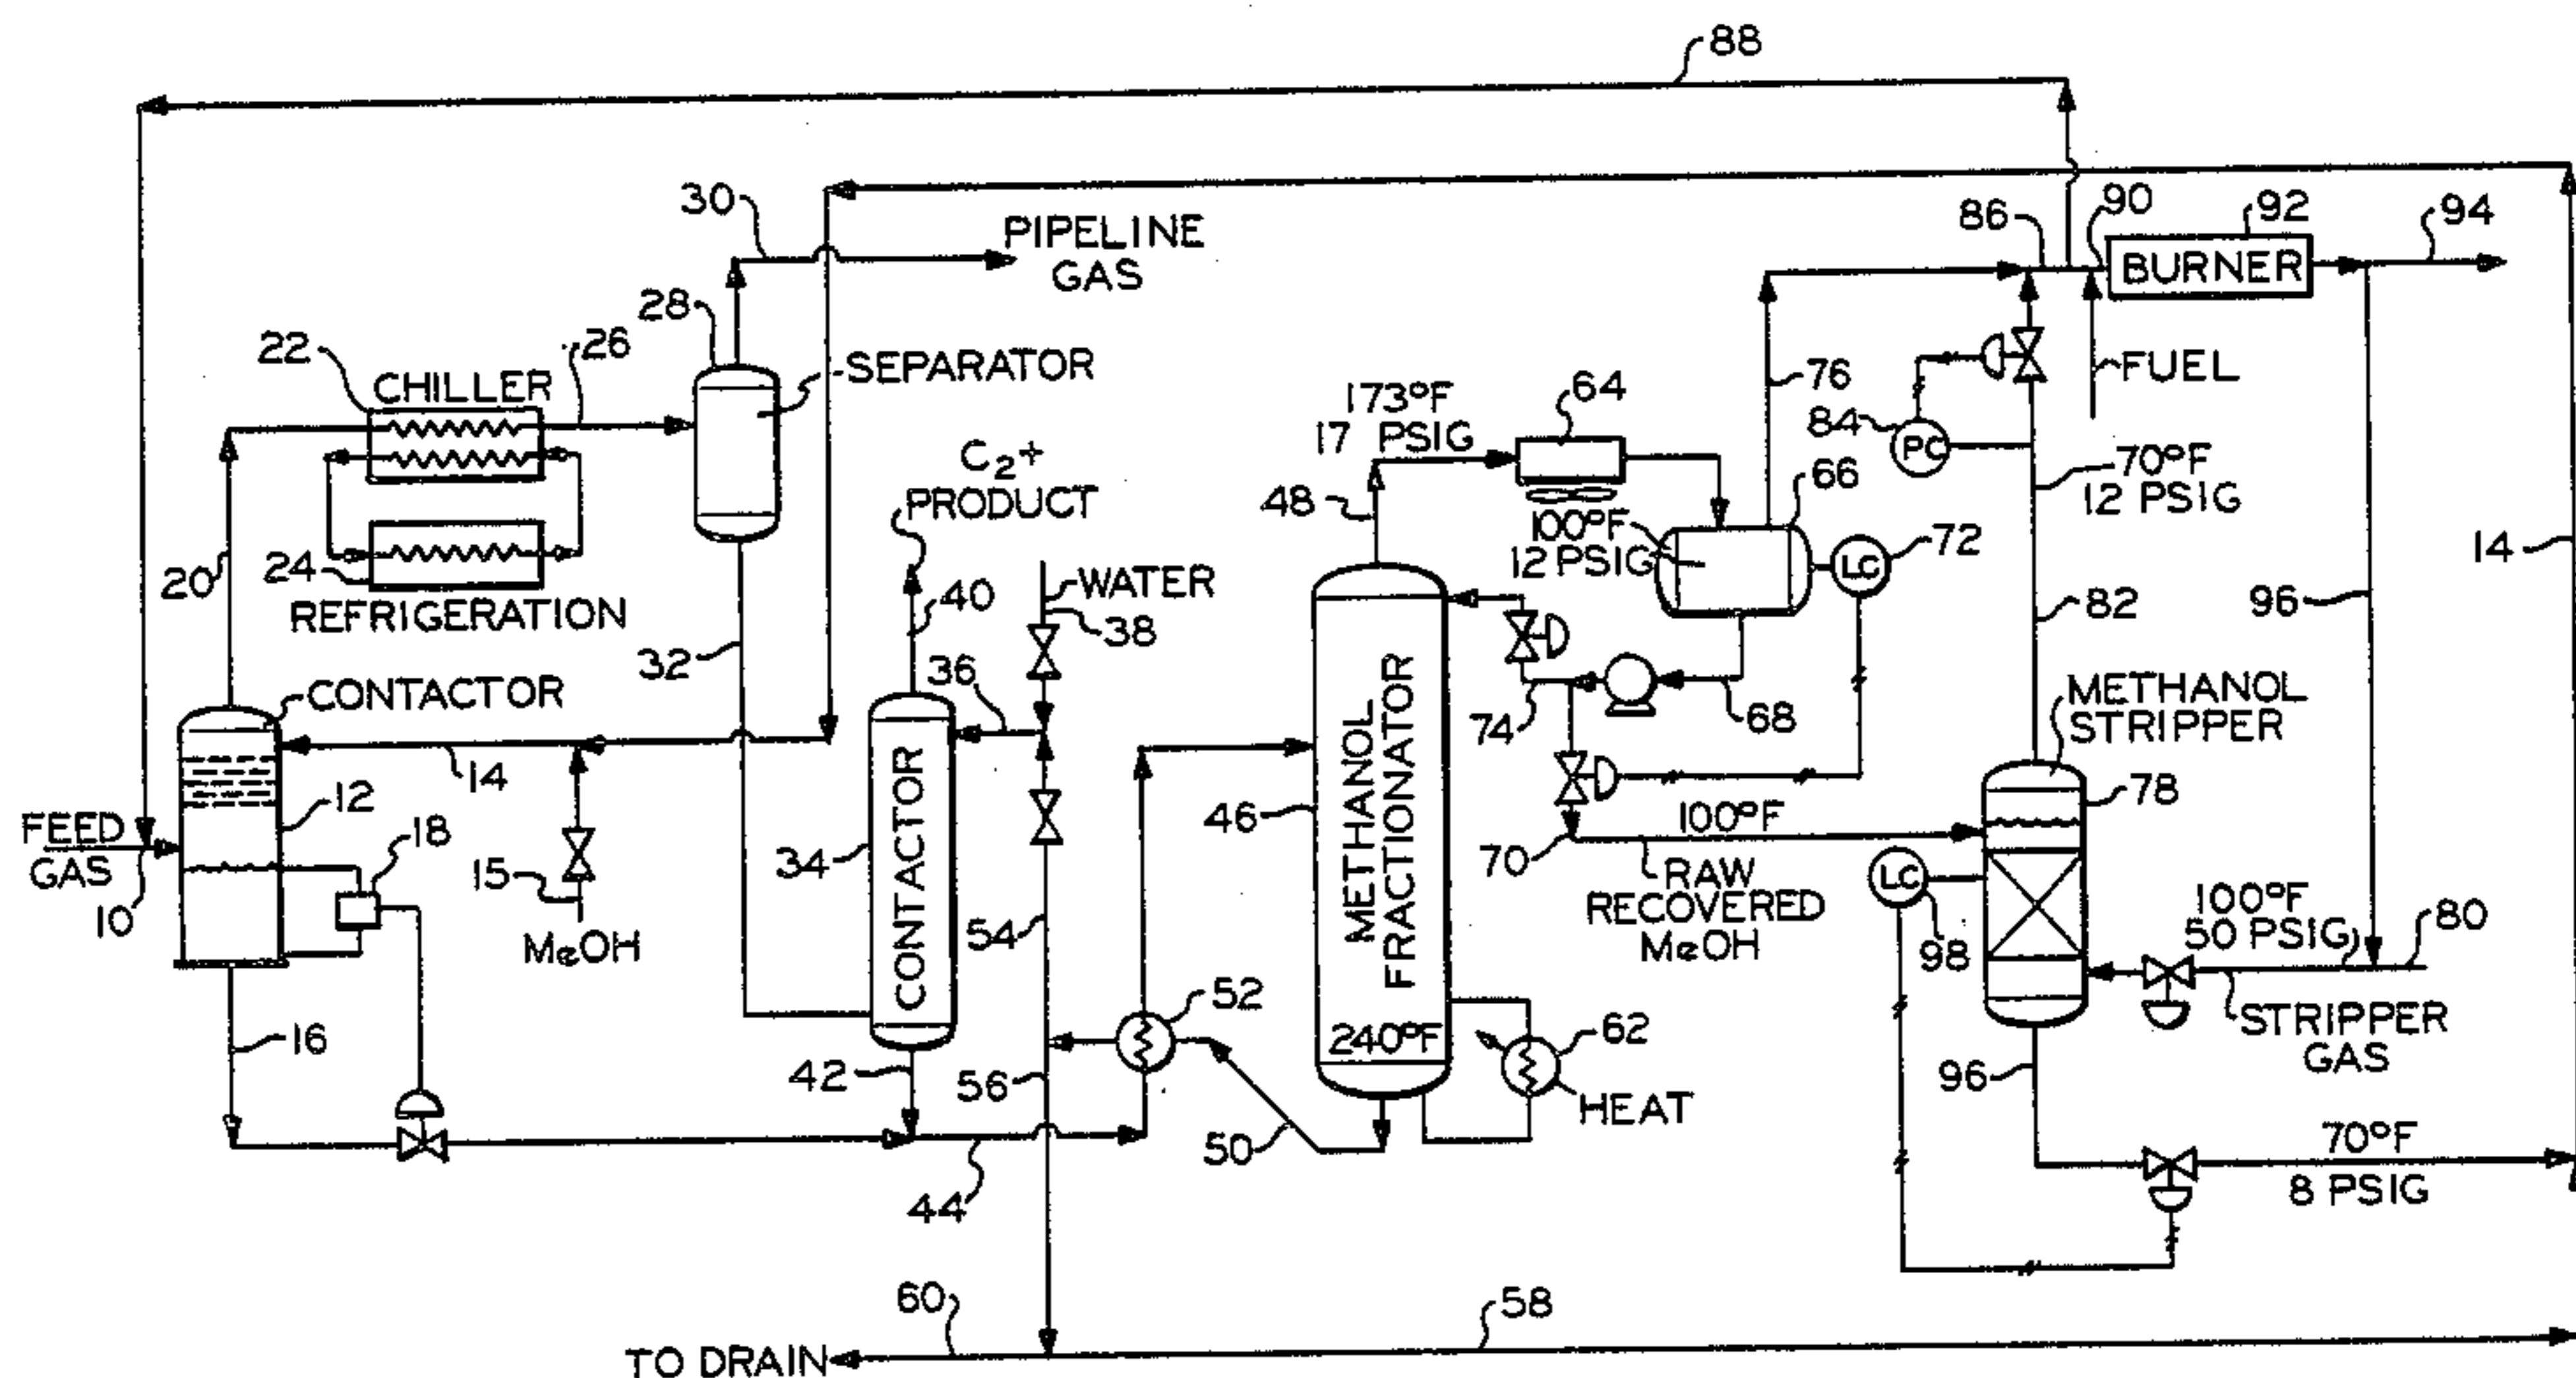 88
30
PIPELINE
GAS
86
90
92
94
BURNER
28
22
26
CHILLER
SEPARATOR
173°F
17 PSIG
64
76
FUEL
84
PC
70°F
12 PSIG
C2+
PRODUCT
48
66
100°F
12 PSIG
72
LC
14
20
24
REFRIGERATION
32
40
WATER
38
96
82
CONTACTOR
36
METHANOL
FRACTIONATOR
74
68
METHANOL
STRIPPER
14
12
78
FEED
GAS
10
18
15
MeOH
34
CONTACTOR
46
70
100°F
RAW
RECOVERED
MeOH
LC
98
54
52
100°F
50 PSIG
80
STRIPPER
GAS
16
42
56
240°F
62
HEAT
96
44
50
70°F
8 PSIG
60
58
TO DRAIN